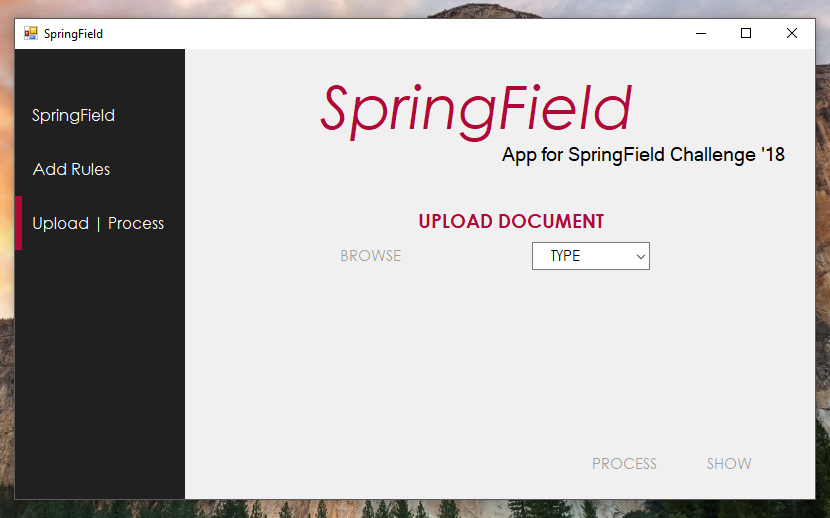 SpringField
SpringField
Add Rules
Upload | Process
SpringField
App for SpringField Challenge '18
UPLOAD DOCUMENT
BROWSE TYPE
PROCESS SHOW